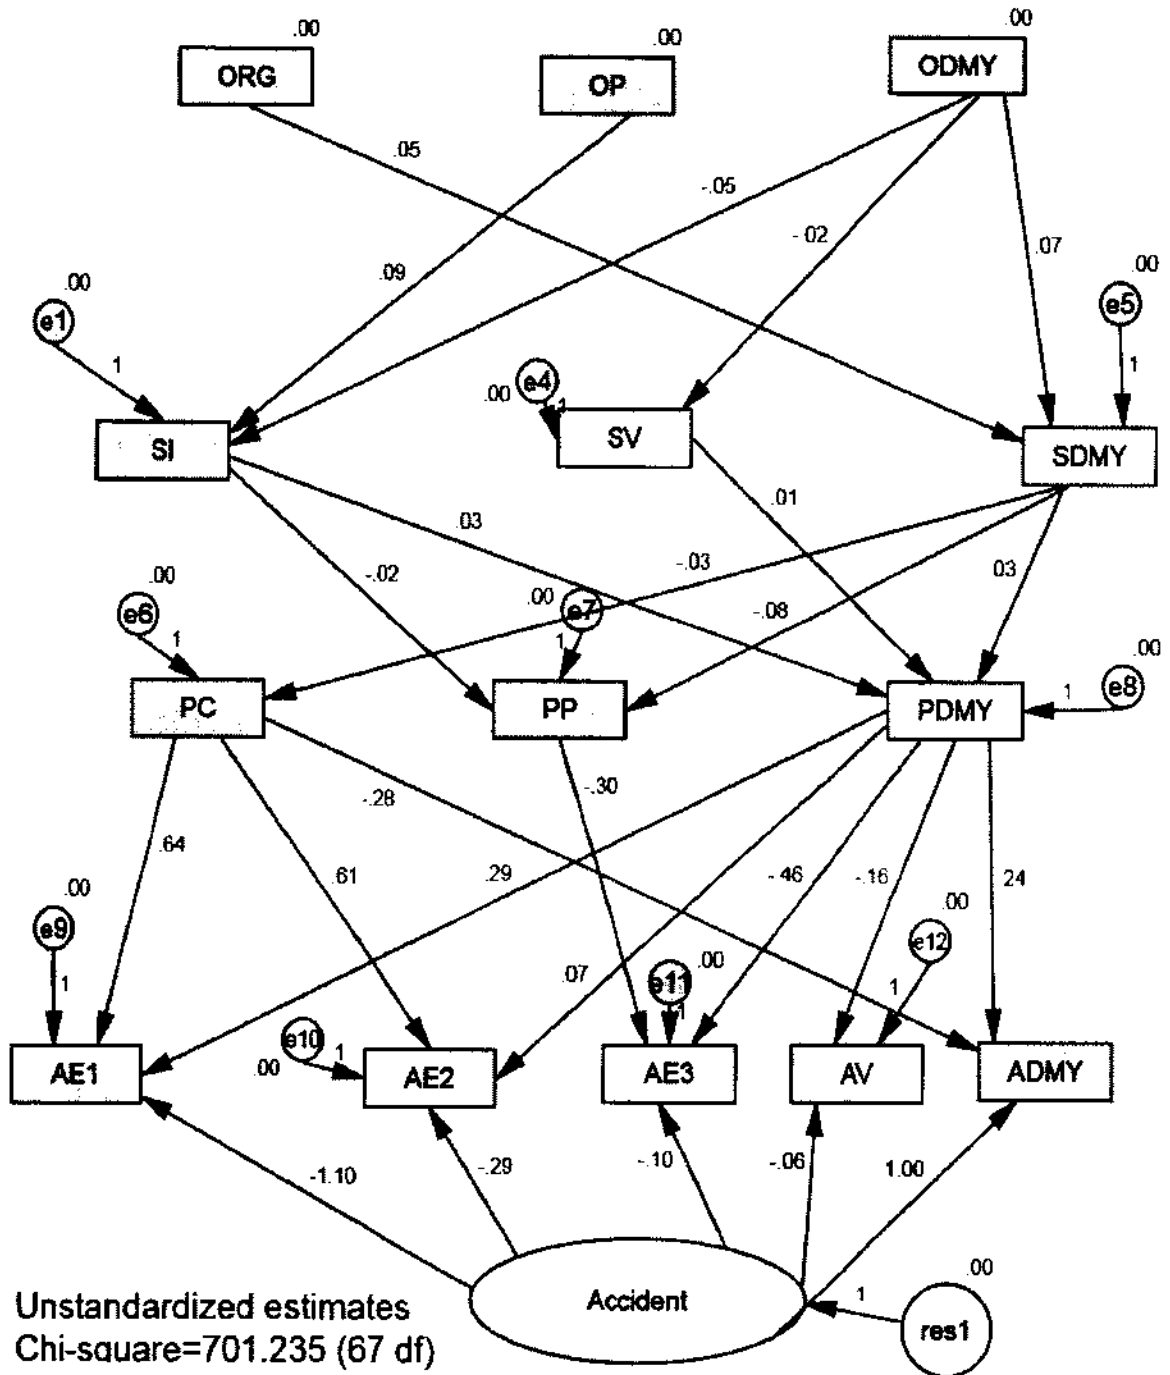 .00
.00
.00
ORG
OP
ODMY
.05
-.05
-.02
.07
.09
.00
e1
1
.00
e5
1
.00
e4
1
SI
SV
SDMY
.03
.01
-.02
-.03
-.08
.03
.00
e6
1
.00
e7
1
.00
e8
1
PC
PP
PDMY
-.30
-.28
.64
.61
.29
-.46
-.16
.24
.00
e9
1
.00
e12
1
.07
.00
e11
1
e10
.00
1
AE1
AE2
AE3
AV
ADMY
-1.10
-.29
-.10
-.06
1.00
Accident
.00
1
res1
Unstandardized estimates
Chi-square=701.235 (67 df)